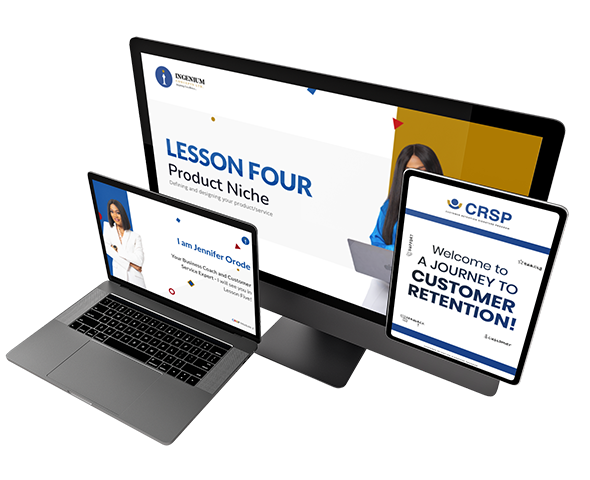 INGENIUM
LESSON FOUR
Product Niche
Defining and designing your product/service
I am Jennifer Orode
Your Business Coach and Customer
Service Expert - I will see you in
Lesson Five!
CRSP
Welcome to
A JOURNEY TO
CUSTOMER
RETENTION!